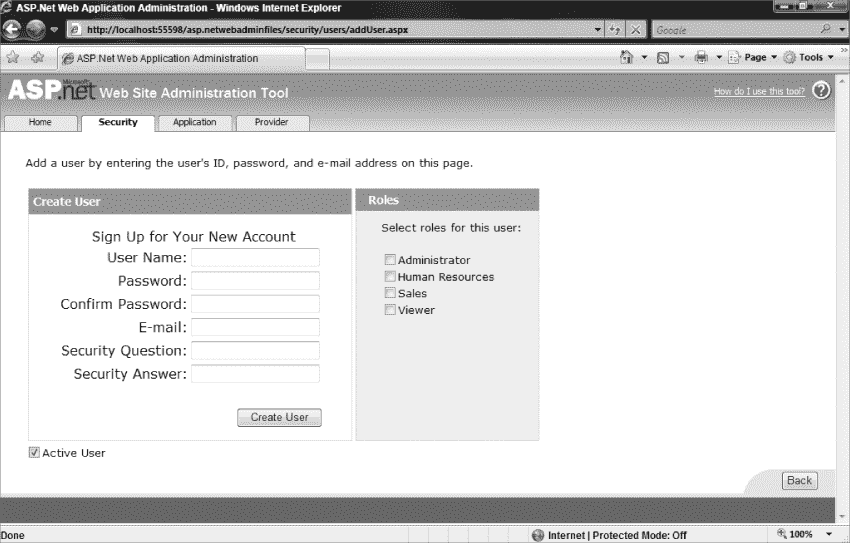 ASP.Net Web Application Administration - Windows Internet Explorer
http://localhost:55598/asp.netwebadminfiles/security/users/addUser.aspx
Google
ASP.Net Web Application Administration
Page
Tools
Microsoft
ASP.net Web Site Administration Tool
How do I use this tool?
Home
Security
Application
Provider
Add a user by entering the user's ID, password, and e-mail address on this page.
Create User
Sign Up for Your New Account
User Name:
Password:
Confirm Password:
E-mail:
Security Question:
Security Answer:
Create User
Roles
Select roles for this user:
Administrator
Human Resources
Sales
Viewer
Active User
Back
Done
Internet | Protected Mode: Off
100%